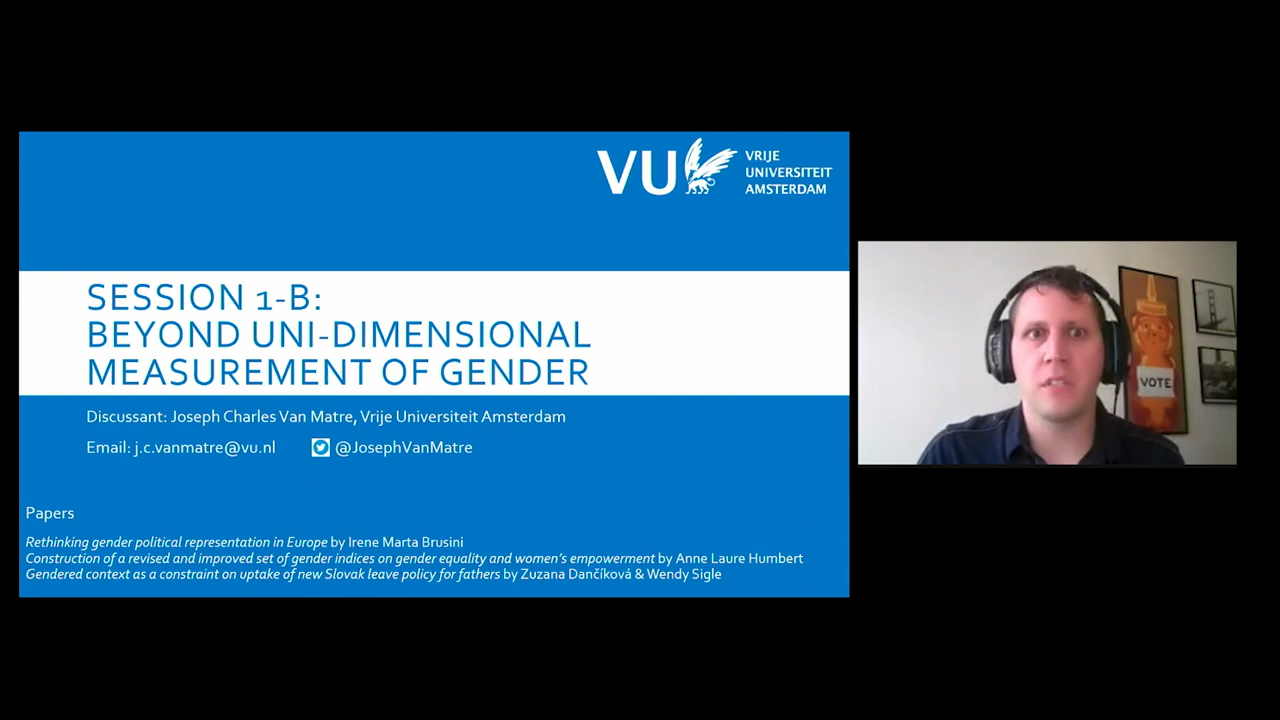 VU
VRIJE
UNIVERSITEIT
AMSTERDAM
SESSION 1-B:
BEYOND UNI-DIMENSIONAL
MEASUREMENT OF GENDER
Discussant: Joseph Charles Van Matre, Vrije Universiteit Amsterdam
Email: j.c.vanmatre@vu.nl @JosephVanMatre
Papers
Rethinking gender political representation in Europe by Irene Marta Brusini
Construction of a revised and improved set of gender indices on gender equality and women's empowerment by Anne Laure Humbert
Gendered context as a constraint on uptake of new Slovak leave policy for fathers by Zuzana Dančíková & Wendy Sigle
VOTE